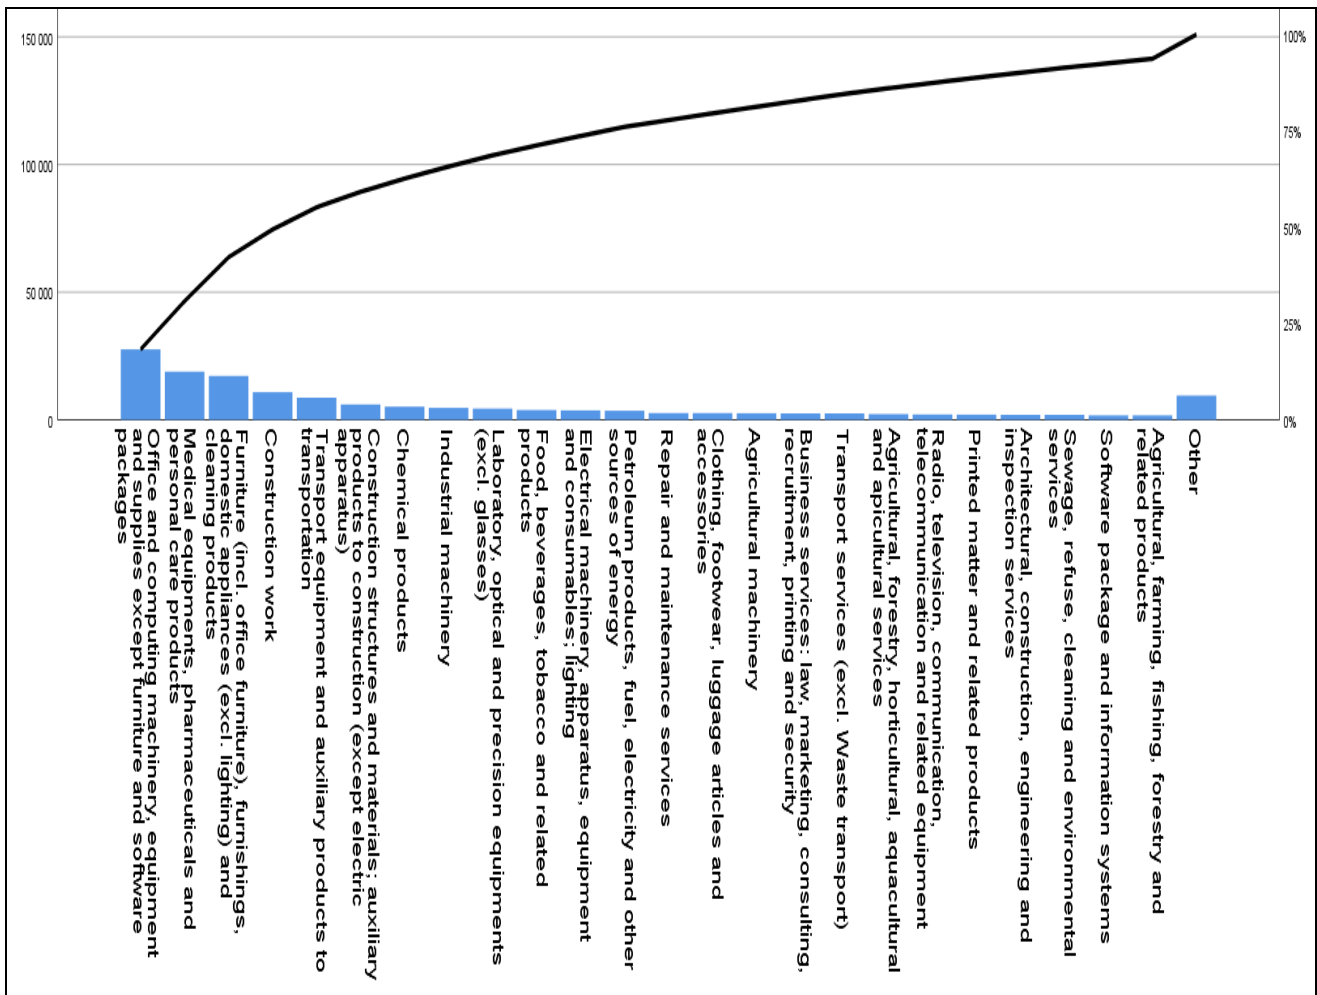 150 000
100 000
50 000
0
100%
75%
50%
25%
0%
Office and computing machinery, equipment
and supplies except furniture and software
packages
Medical equipments, pharmaceuticals and
personal care products
Furniture (incl. office furniture), furnishings,
domestic appliances (excl. lighting) and
cleaning products
Construction work
Transport equipment and auxiliary products to
transportation
Construction structures and materials; auxiliary
products to construction (except electric
apparatus)
Chemical products
Industrial machinery
Laboratory, optical and precision equipments
(excl. glasses)
Food, beverages, tobacco and related
products
Electrical machinery, apparatus, equipment
and consumables; lighting
Petroleum products, fuel, electricity and other
sources of energy
Repair and maintenance services
Clothing, footwear, luggage articles and
accessories
Agricultural machinery
Business services: law, marketing, consulting,
recruitment, printing and security
Transport services (excl. Waste transport)
Agricultural, forestry, horticultural, aquacultural
and apicultural services
Radio, television, communication,
telecommunication and related equipment
Printed matter and related products
Architectural, construction, engineering and
inspection services
Sewage, refuse, cleaning and environmental
services
Software package and information systems
Agricultural, farming, fishing, forestry and
related products
Other